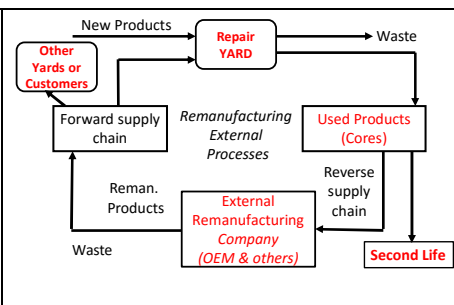 New Products
Repair
YARD
Waste
Other
Yards or
Customers
Forward supply
chain
Remanufacturing
External
Processes
Used Products
(Cores)
Reverse
supply
chain
Reman.
Products
External
Remanufacturing
Company
(OEM & others)
Waste
Second Life